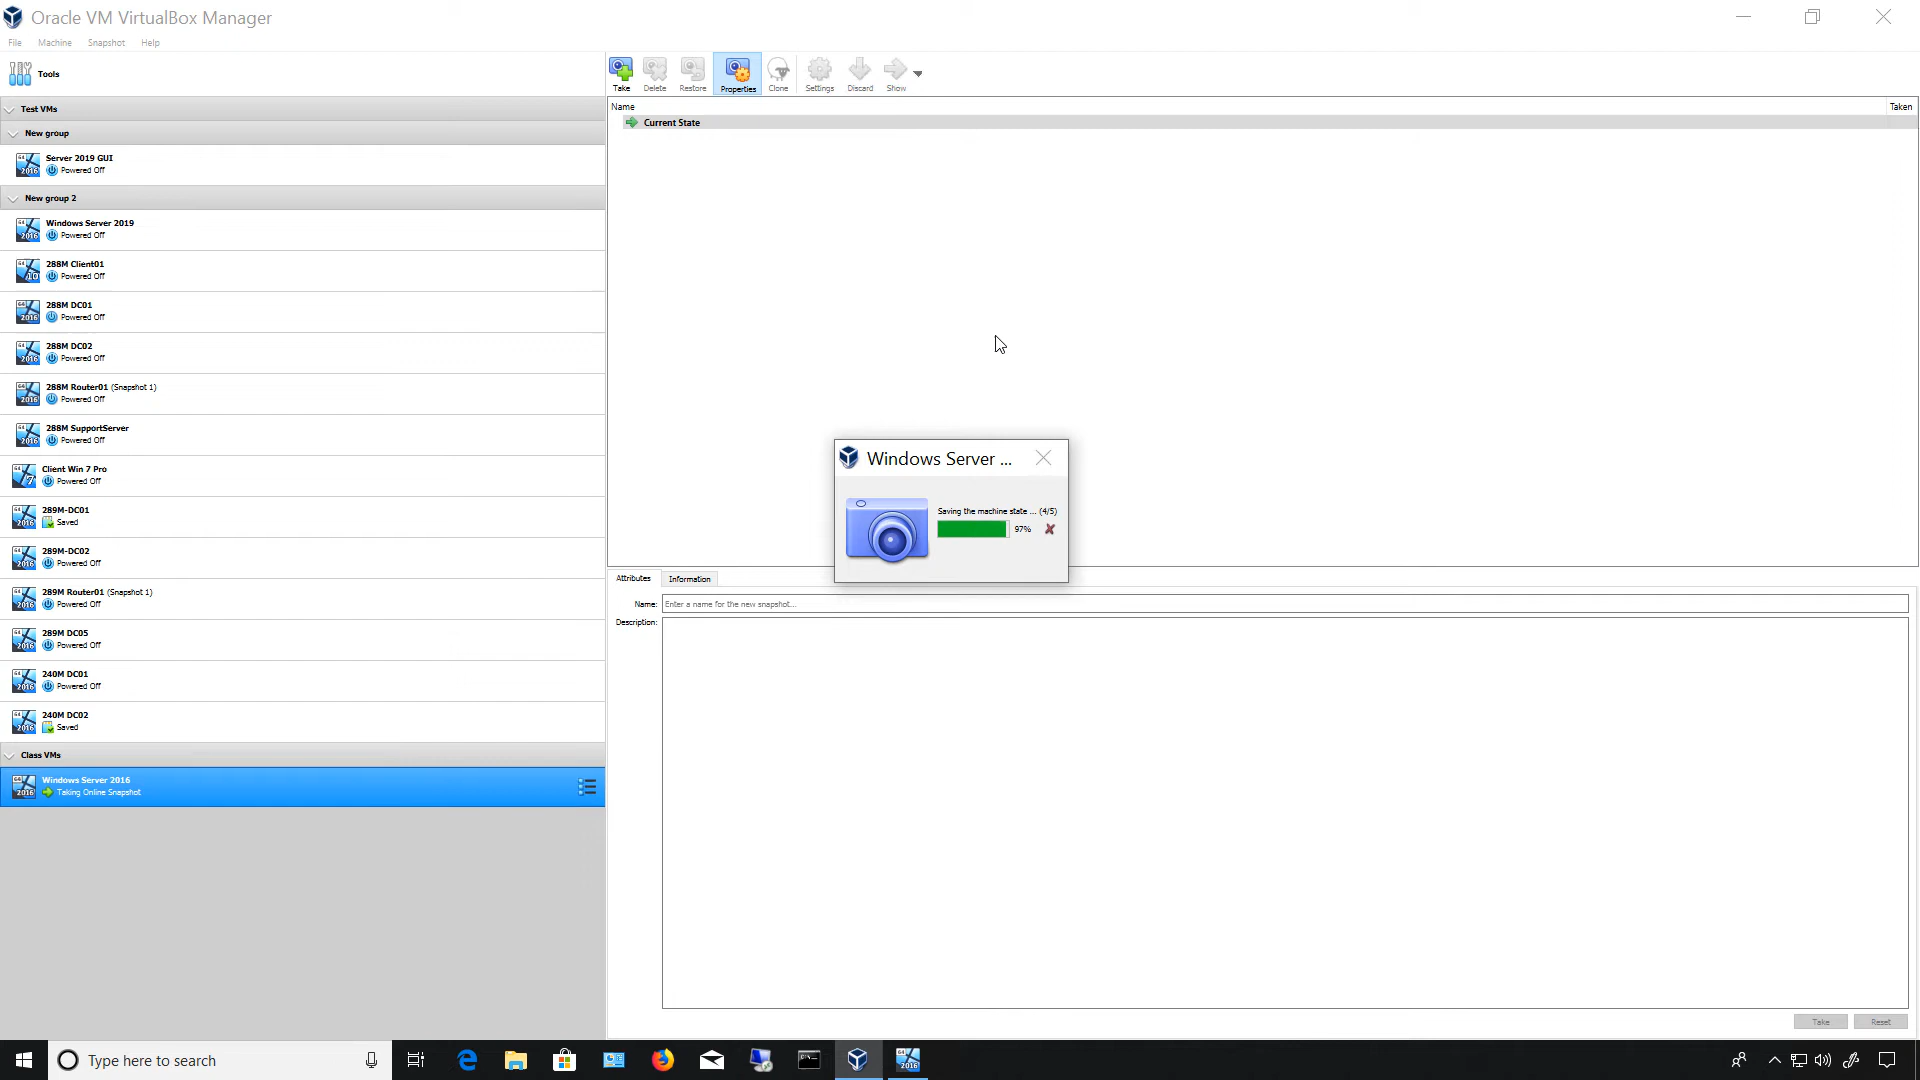 Oracle VM VirtualBox Manager
File Machine Snapshot Help
Tools
Take Delete Restore Properties Clone Settings Discard Show
Name Taken
Current State
Test VMs
New group
Server 2019 GUI
Powered Off
New group 2
Windows Server 2019
Powered Off
288M Client01
Powered Off
288M DC01
Powered Off
288M DC02
Powered Off
288M Router01 (Snapshot 1)
Powered Off
288M SupportServer
Powered Off
Client Win 7 Pro
Powered Off
289M-DC01
Saved
289M-DC02
Powered Off
289M Router01 (Snapshot 1)
Powered Off
289M DC05
Powered Off
240M DC01
Powered Off
240M DC02
Saved
Class VMs
Windows Server 2016
Taking Online Snapshot
Windows Server ...
Saving the machine state ... (4/5)
97%
Attributes Information
Name: Enter a name for the new snapshot...
Description:
Take Reset
Type here to search